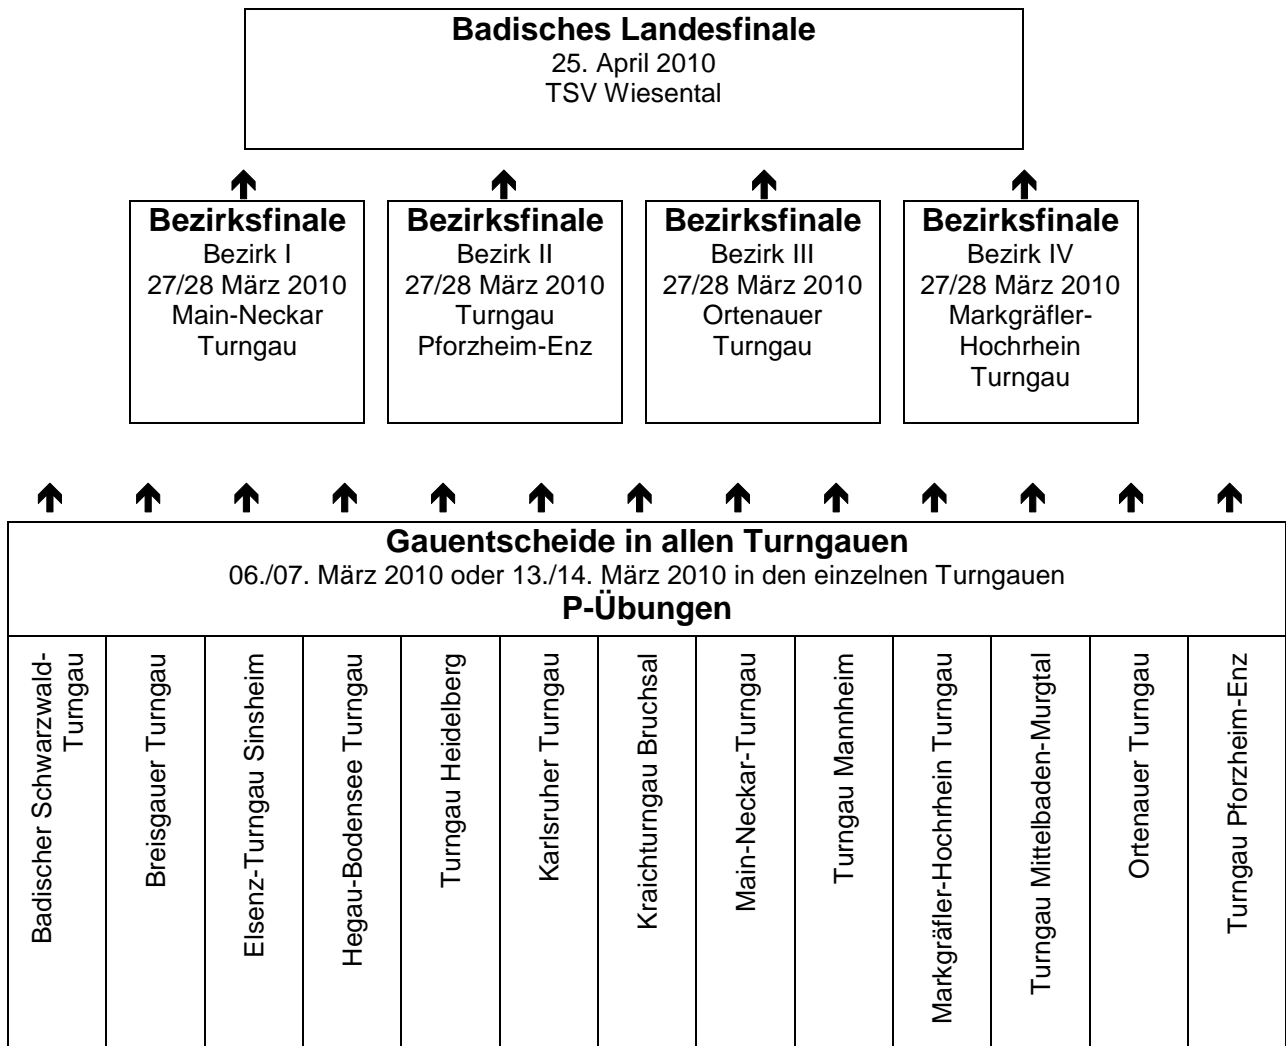 Badisches Landesfinale
25. April 2010
TSV Wiesental
Bezirksfinale
Bezirk I
27/28 März 2010
Main-Neckar
Turngau
Bezirksfinale
Bezirk II
27/28 März 2010
Turngau
Pforzheim-Enz
Bezirksfinale
Bezirk III
27/28 März 2010
Ortenauer
Turngau
Bezirksfinale
Bezirk IV
27/28 März 2010
Markgräfler-
Hochrhein
Turngau
Gauentscheide in allen Turngauen
06./07. März 2010 oder 13./14. März 2010 in den einzelnen Turngauen
P-Übungen
Badischer Schwarzwald-
Turngau
Breisgauer Turngau
Elsenz-Turngau Sinsheim
Hegau-Bodensee Turngau
Turngau Heidelberg
Karlsruher Turngau
Kraichturngau Bruchsal
Main-Neckar-Turngau
Turngau Mannheim
Markgräfler-Hochrhein Turngau
Turngau Mittelbaden-Murgtal
Ortenauer Turngau
Turngau Pforzheim-Enz